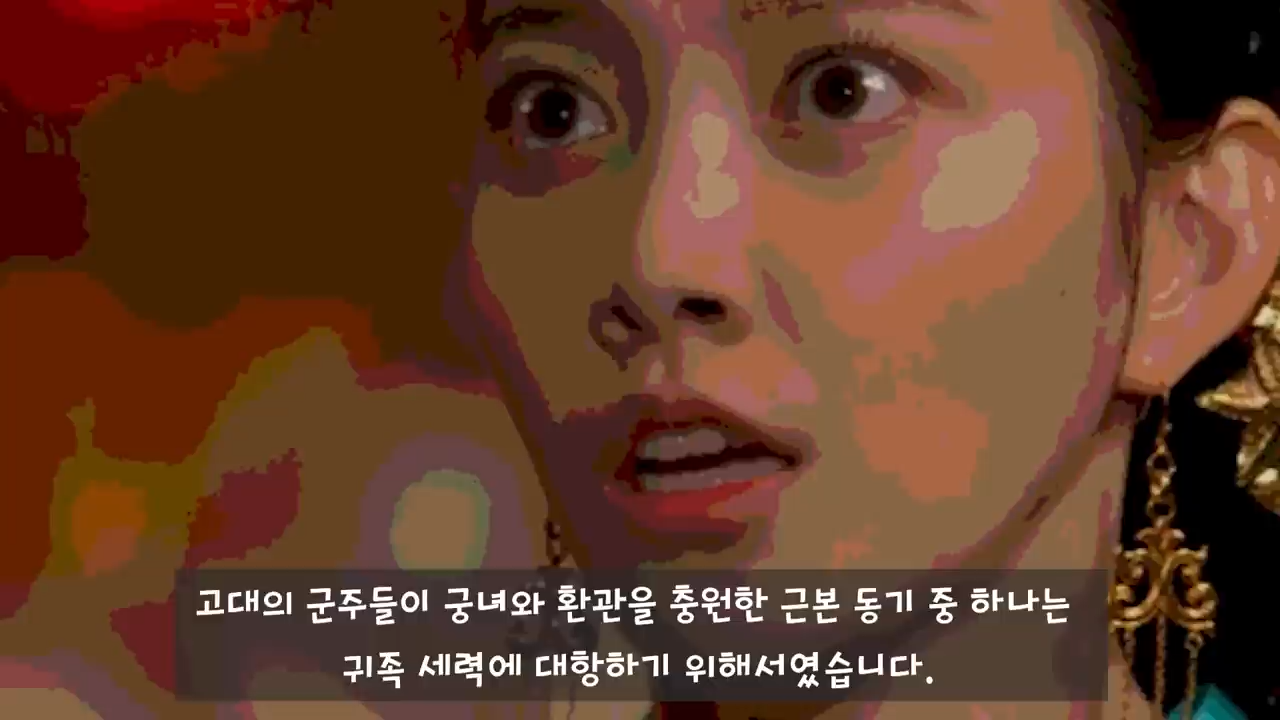 고대의 군주들이 궁녀와 환관을 충원한 근본 동기 중 하나는
귀족 세력에 대항하기 위해서였습니다.